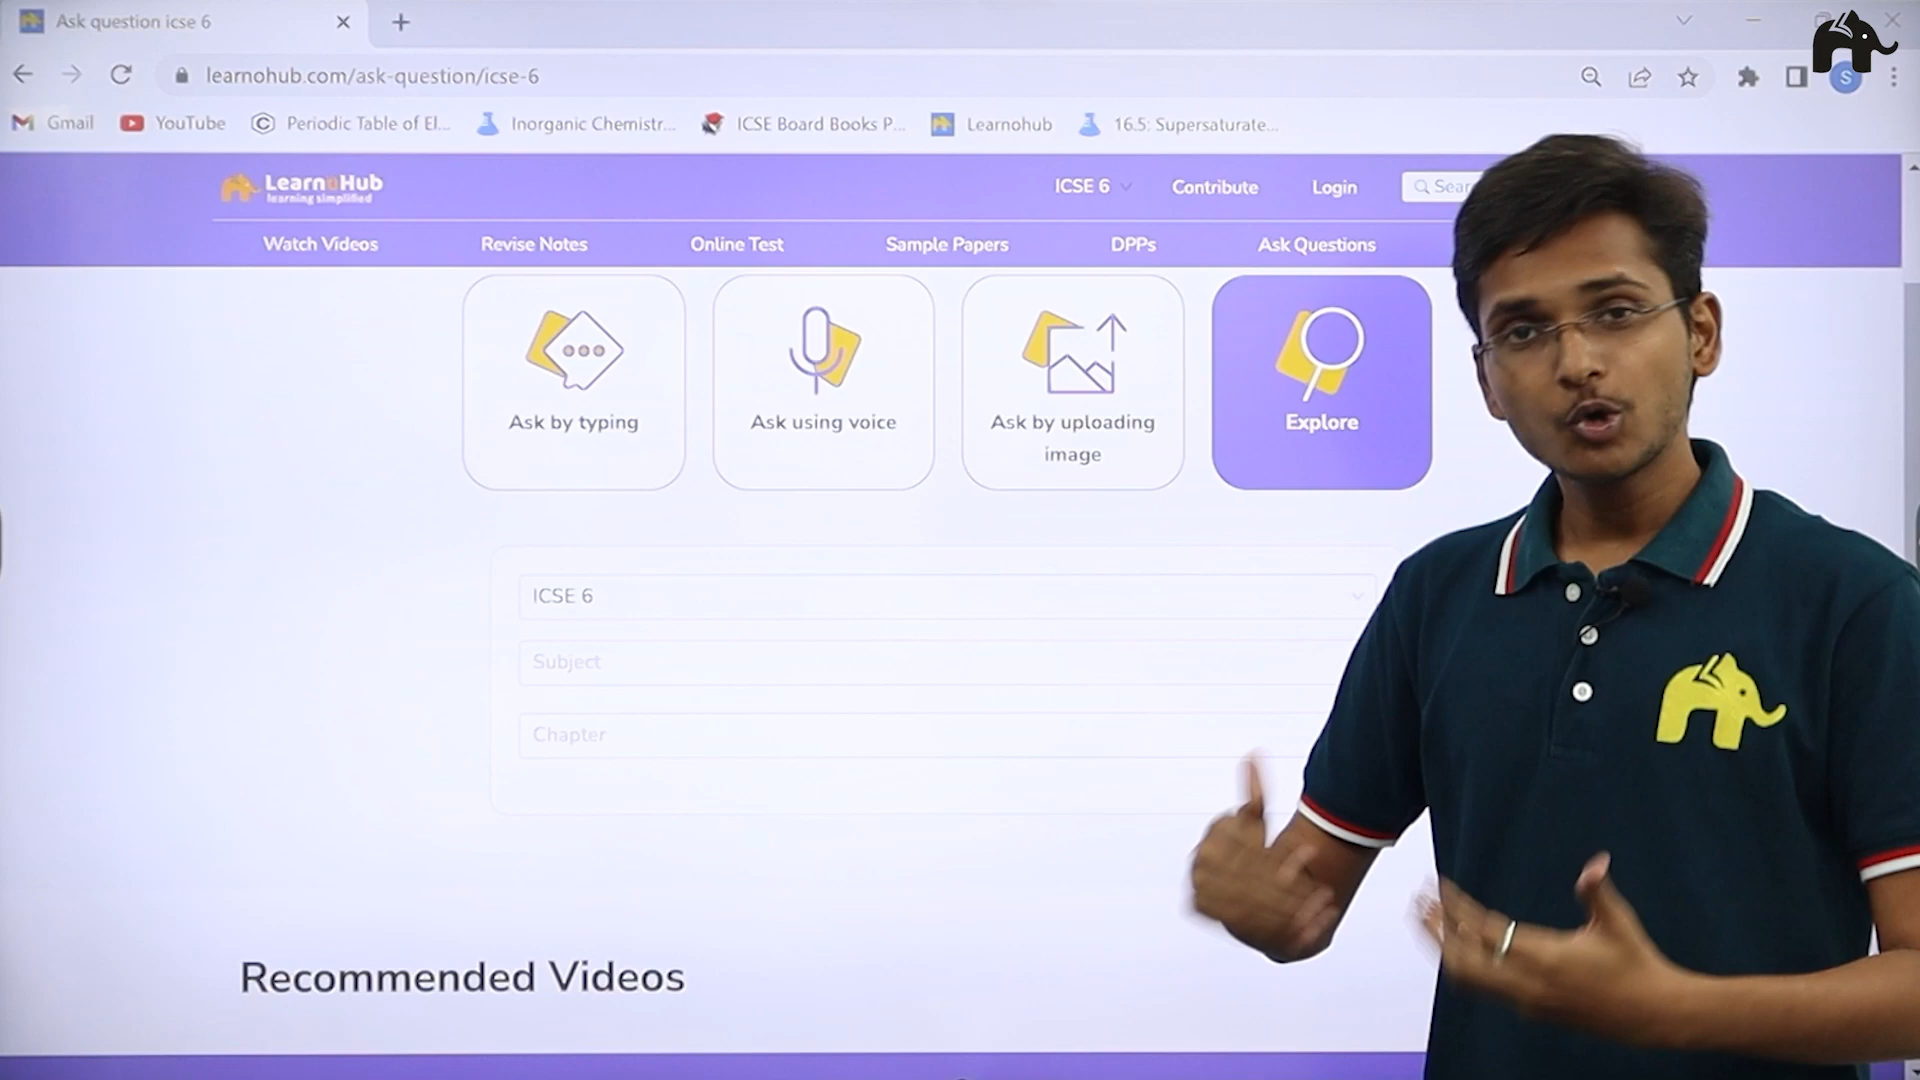 Ask question icse 6
learnohub.com/ask-question/icse-6
S
Gmail
YouTube
Periodic Table of El...
Inorganic Chemistr...
ICSE Board Books P...
Learnohub
16.5: Supersaturate...
LearnoHub
learning simplified
ICSE 6
Contribute
Login
Sear
Watch Videos
Revise Notes
Online Test
Sample Papers
DPPs
Ask Questions
Ask by typing
Ask using voice
Ask by uploading
image
Explore
ICSE 6
Subject
Chapter
Recommended Videos